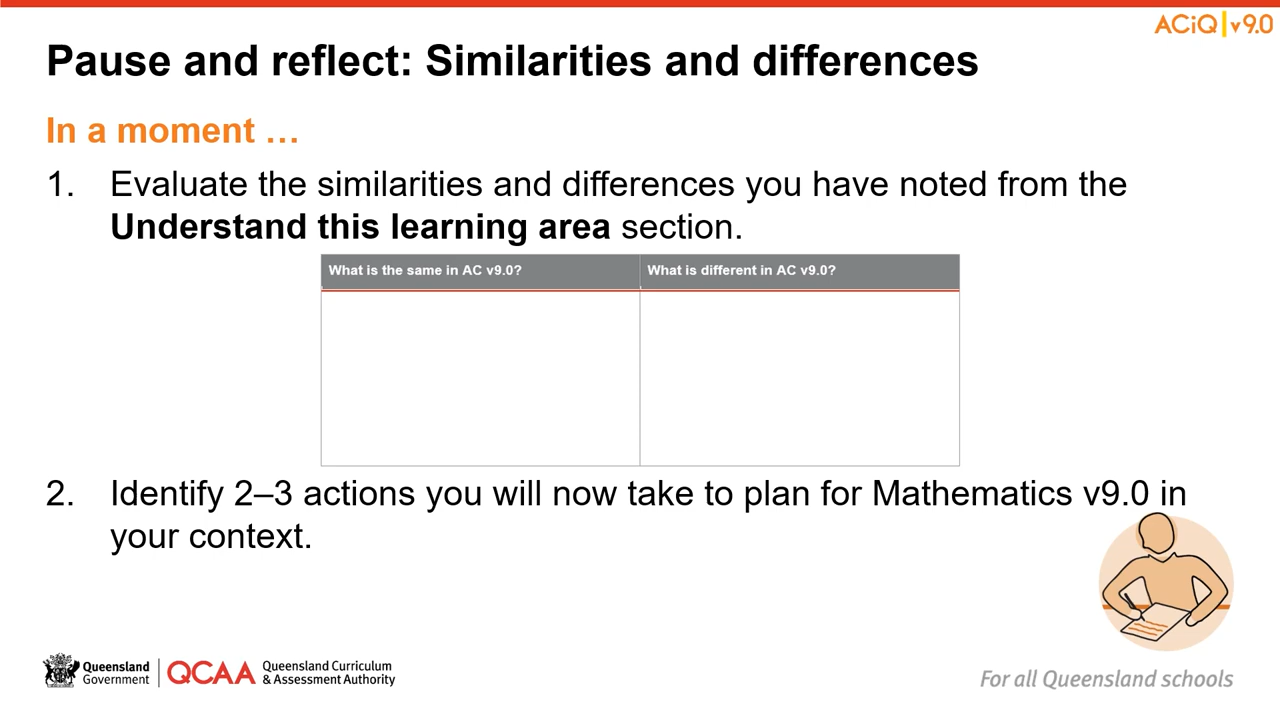 ACiQ v9.0
Pause and reflect: Similarities and differences
In a moment …
1. Evaluate the similarities and differences you have noted from the
Understand this learning area section.
What is the same in AC v9.0? What is different in AC v9.0?
2. Identify 2–3 actions you will now take to plan for Mathematics v9.0 in
your context.
Queensland
Government
QCAA
Queensland Curriculum
& Assessment Authority
For all Queensland schools